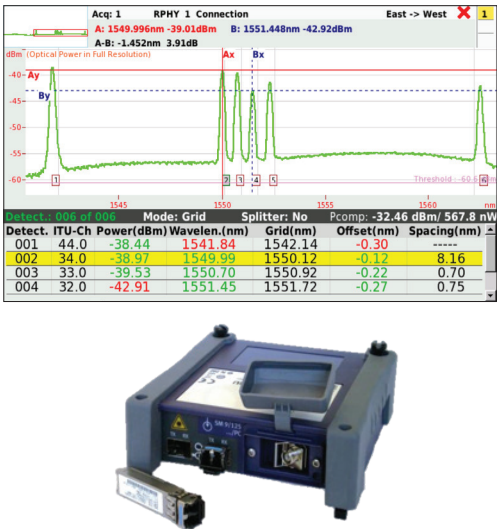 Acq: 1 RPHY 1 Connection East -> West 1
A: 1549.996nm -39.01dBm B: 1551.448nm -42.92dBm
A-B: -1.452nm 3.91dB
dBm (Optical Power in Full Resolution) Ax Bx
-40 Ay
By
-45
-50
-55
-60 1 2 3 4 5 6
Threshold : -60.6
1545 1550 1555 1560 nm
Detect.: 006 of 006 Mode: Grid Splitter: No Pcomp: -32.46 dBm/ 567.8 nW
Detect. ITU-Ch Power(dBm) Wavelen.(nm) Grid(nm) Offset(nm) Spacing(nm)
001 44.0 -38.44 1541.84 1542.14 -0.30 -----
002 34.0 -38.97 1549.99 1550.12 -0.12 8.16
003 33.0 -39.53 1550.70 1550.92 -0.22 0.70
004 32.0 -42.91 1551.45 1551.72 -0.27 0.75
SM 9/125
/PC
TX RX
TX RX